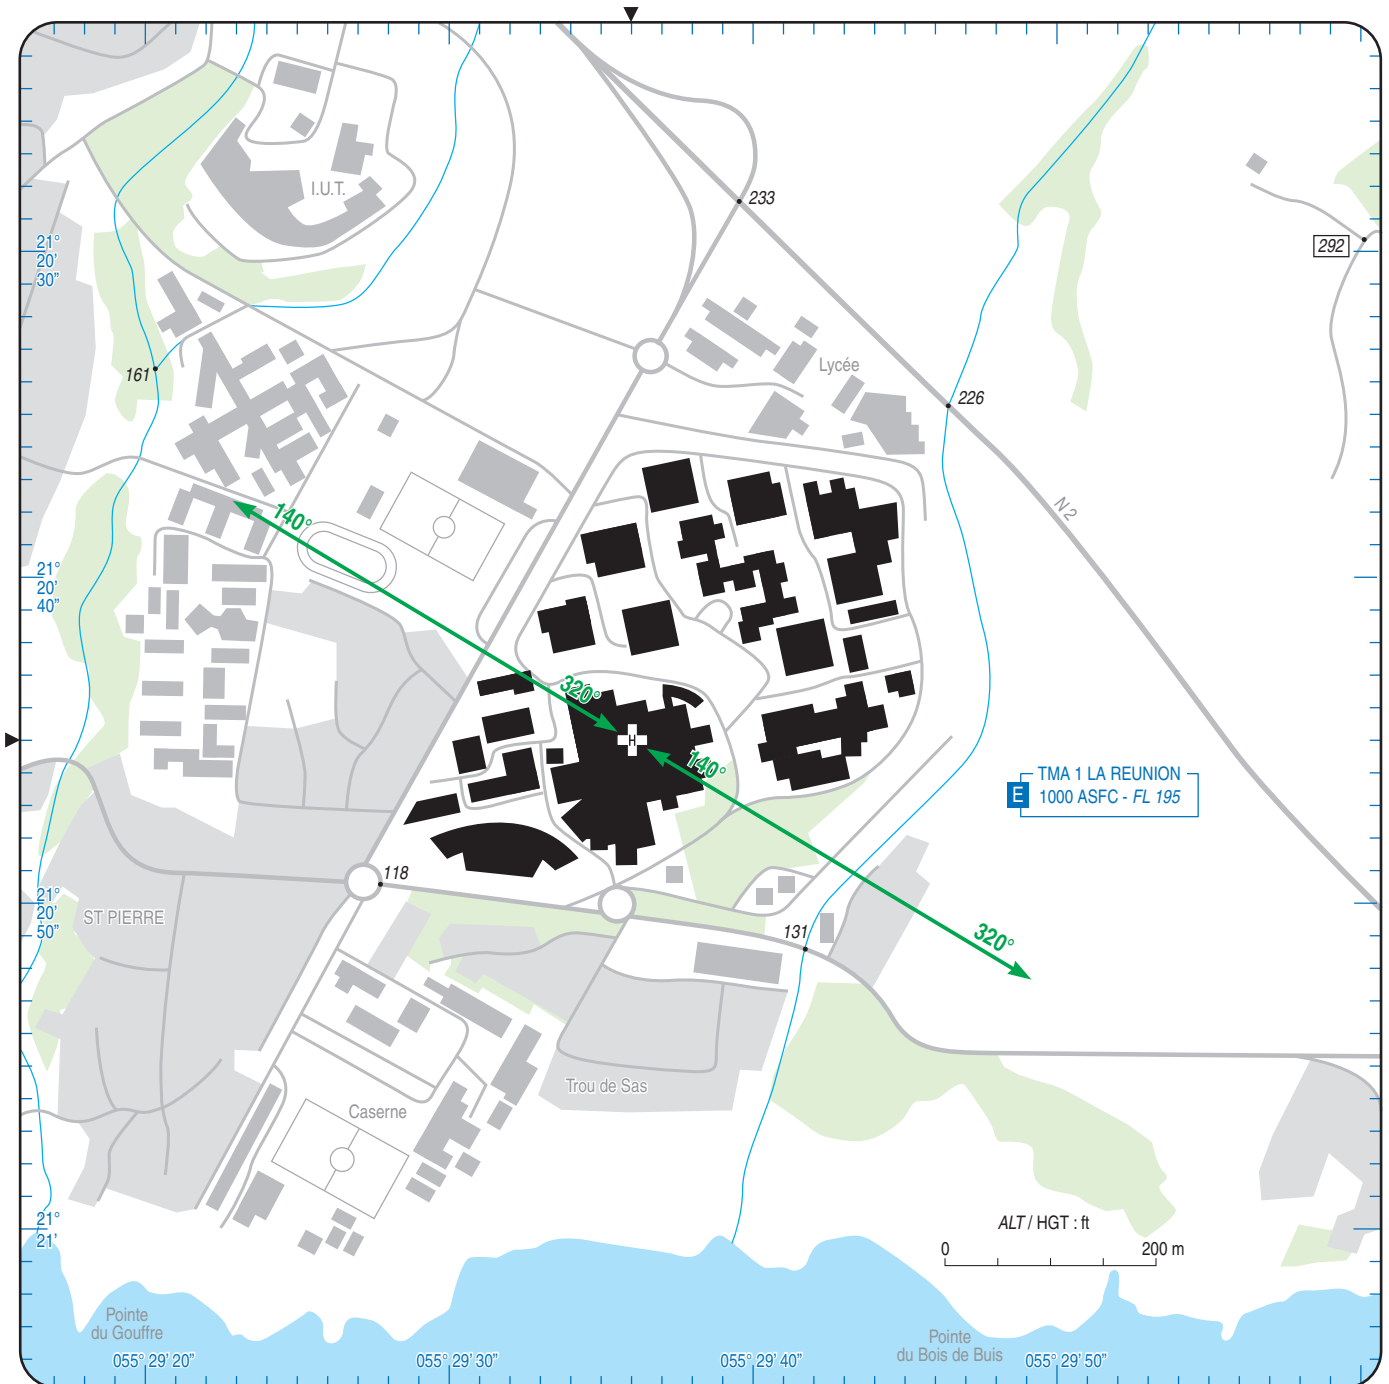 I.U.T.
233
21°
20'
30"
292
161
Lycée
226
N 2
140°
21°
20'
40"
320°
H
140°
E
TMA 1 LA REUNION
1000 ASFC - FL 195
118
21°
20'
50"
ST PIERRE
131
320°
Trou de Sas
Caserne
21°
21'
ALT / HGT : ft
0 200 m
Pointe
du Gouffre
Pointe
du Bois de Buis
055° 29' 20"
055° 29' 30"
055° 29' 40"
055° 29' 50"